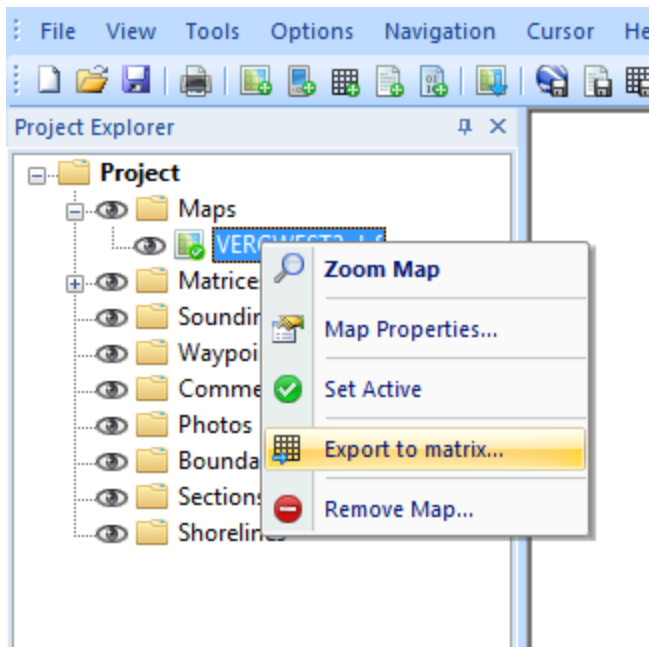 File View Tools Options Navigation Cursor
Project Explorer
Project
Maps
Zoom Map
Map Properties...
Set Active
Export to matrix...
Remove Map...
Photos